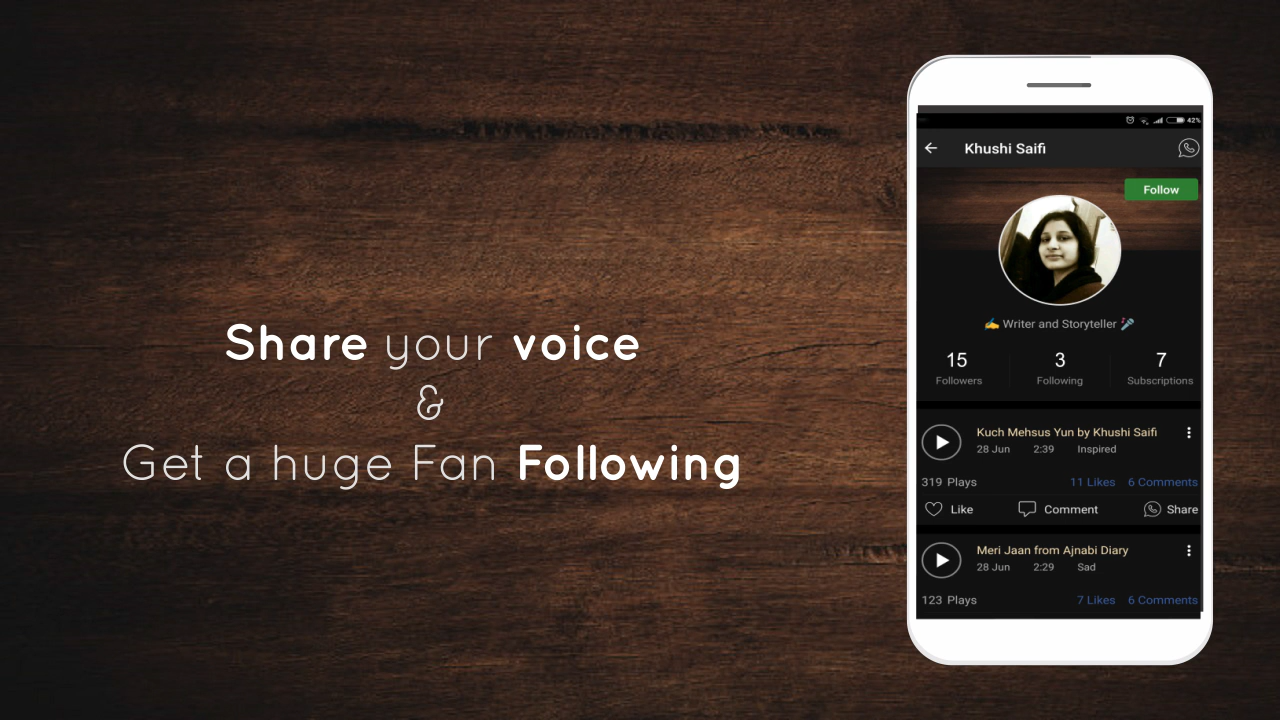 Share your voice
&
Get a huge Fan Following
42%
Khushi Saifi
Follow
✍️ Writer and Storyteller 🎤
15 3 7
Followers Following Subscriptions
Kuch Mehsus Yun by Khushi Saifi
28 Jun 2:39 Inspired
319 Plays 11 Likes 6 Comments
Like Comment Share
Meri Jaan from Ajnabi Diary
28 Jun 2:29 Sad
123 Plays 7 Likes 6 Comments